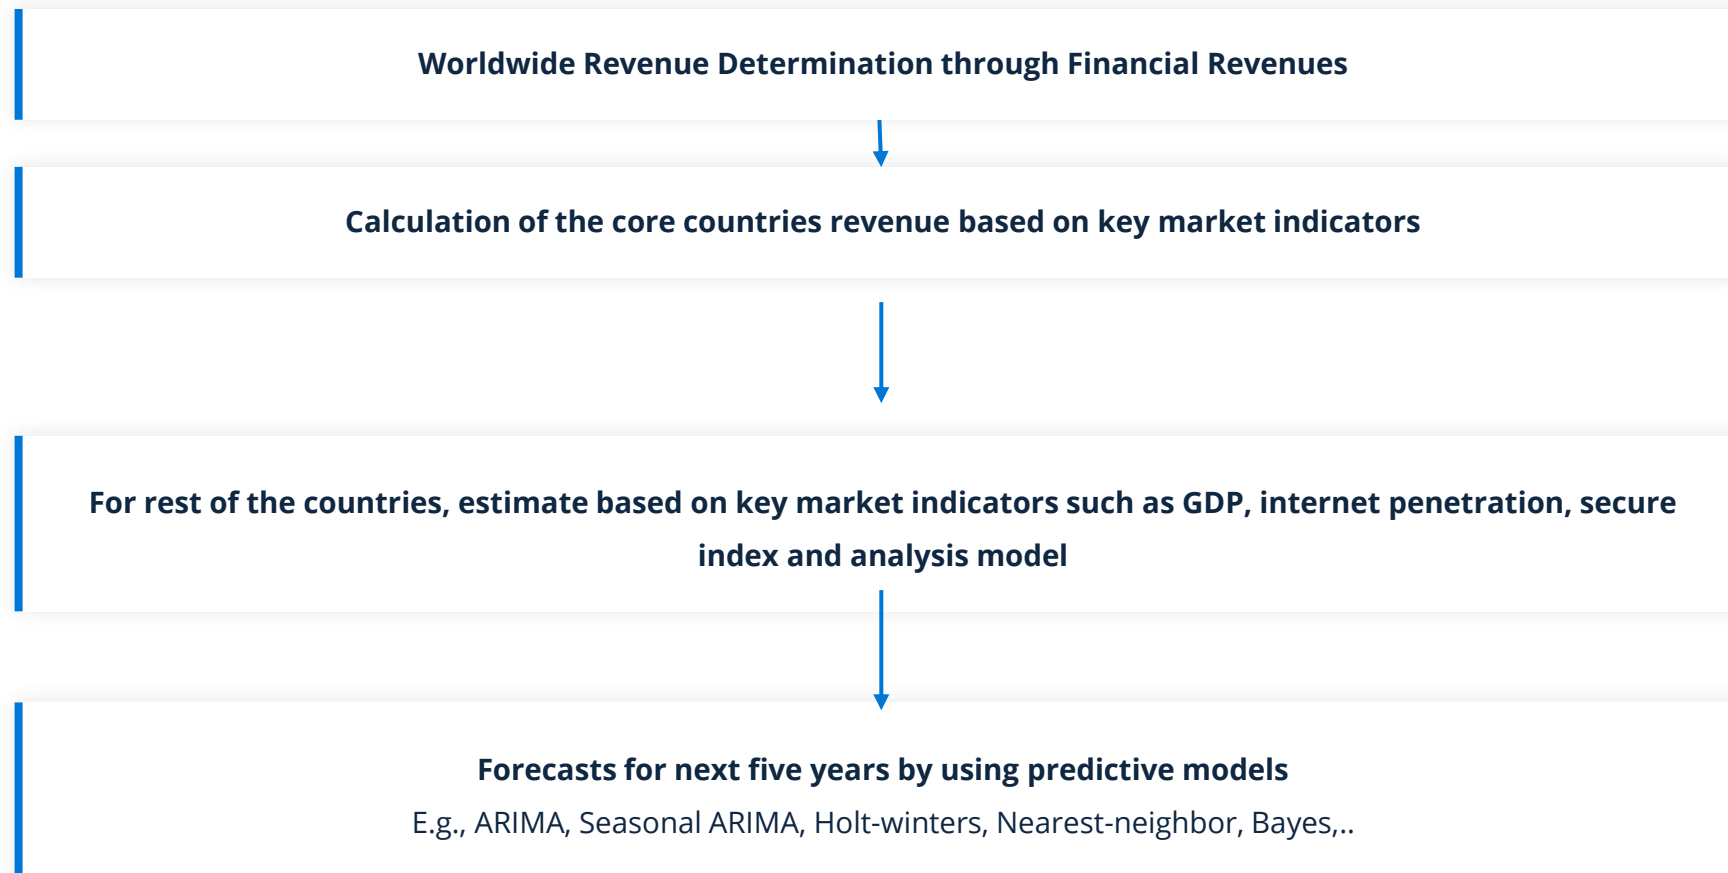 Worldwide Revenue Determination through Financial Revenues
Calculation of the core countries revenue based on key market indicators
For rest of the countries, estimate based on key market indicators such as GDP, internet penetration, secure
index and analysis model
Forecasts for next five years by using predictive models
E.g., ARIMA, Seasonal ARIMA, Holt-winters, Nearest-neighbor, Bayes,..